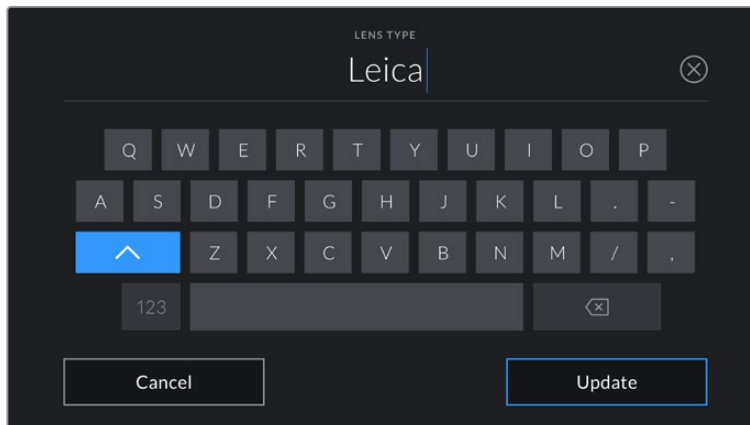 LENS TYPE
Leica
Q W E R T Y U I O P
A S D F G H J K L . -
Z X C V B N M / ,
123
Cancel Update